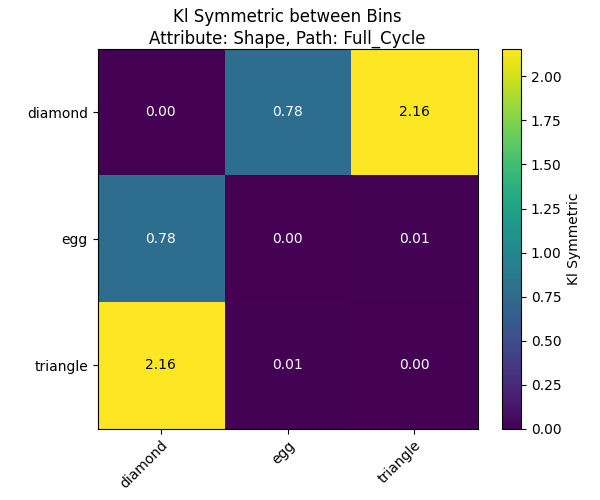 Kl Symmetric between Bins
Attribute: Shape, Path: Full_Cycle
diamond 0.00 0.78 2.16
egg 0.78 0.00 0.01
triangle 2.16 0.01 0.00
diamond egg triangle
2.00
1.75
1.50
1.25
1.00
0.75
0.50
0.25
0.00
Kl Symmetric